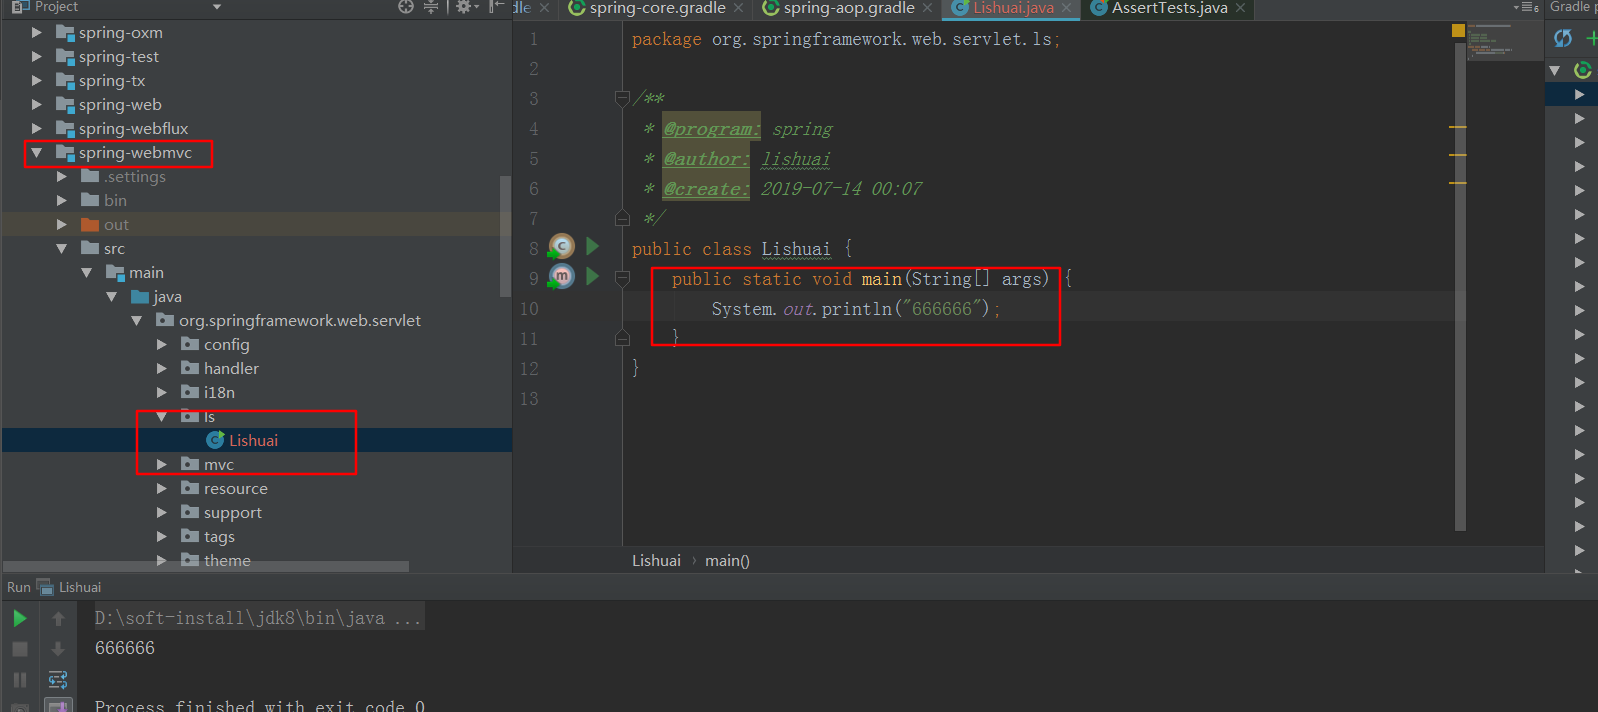 Project
spring-oxm
spring-test
spring-tx
spring-web
spring-webflux
spring-webmvc
.settings
bin
out
src
main
java
org.springframework.web.servlet
config
handler
i18n
ls
Lishuai
mvc
resource
support
tags
theme
dle
spring-core.gradle
spring-aop.gradle
Lishuai.java
AssertTests.java
6
Gradle p
1 package org.springframework.web.servlet.ls;
2
3 /**
4 * @program: spring
5 * @author: lishuai
6 * @create: 2019-07-14 00:07
7 */
8 public class Lishuai {
9 public static void main(String[] args) {
10 System.out.println("666666");
11 }
12 }
13
Lishuai › main()
Run Lishuai
D:\soft-install\jdk8\bin\java ...
666666
Process finished with exit code 0